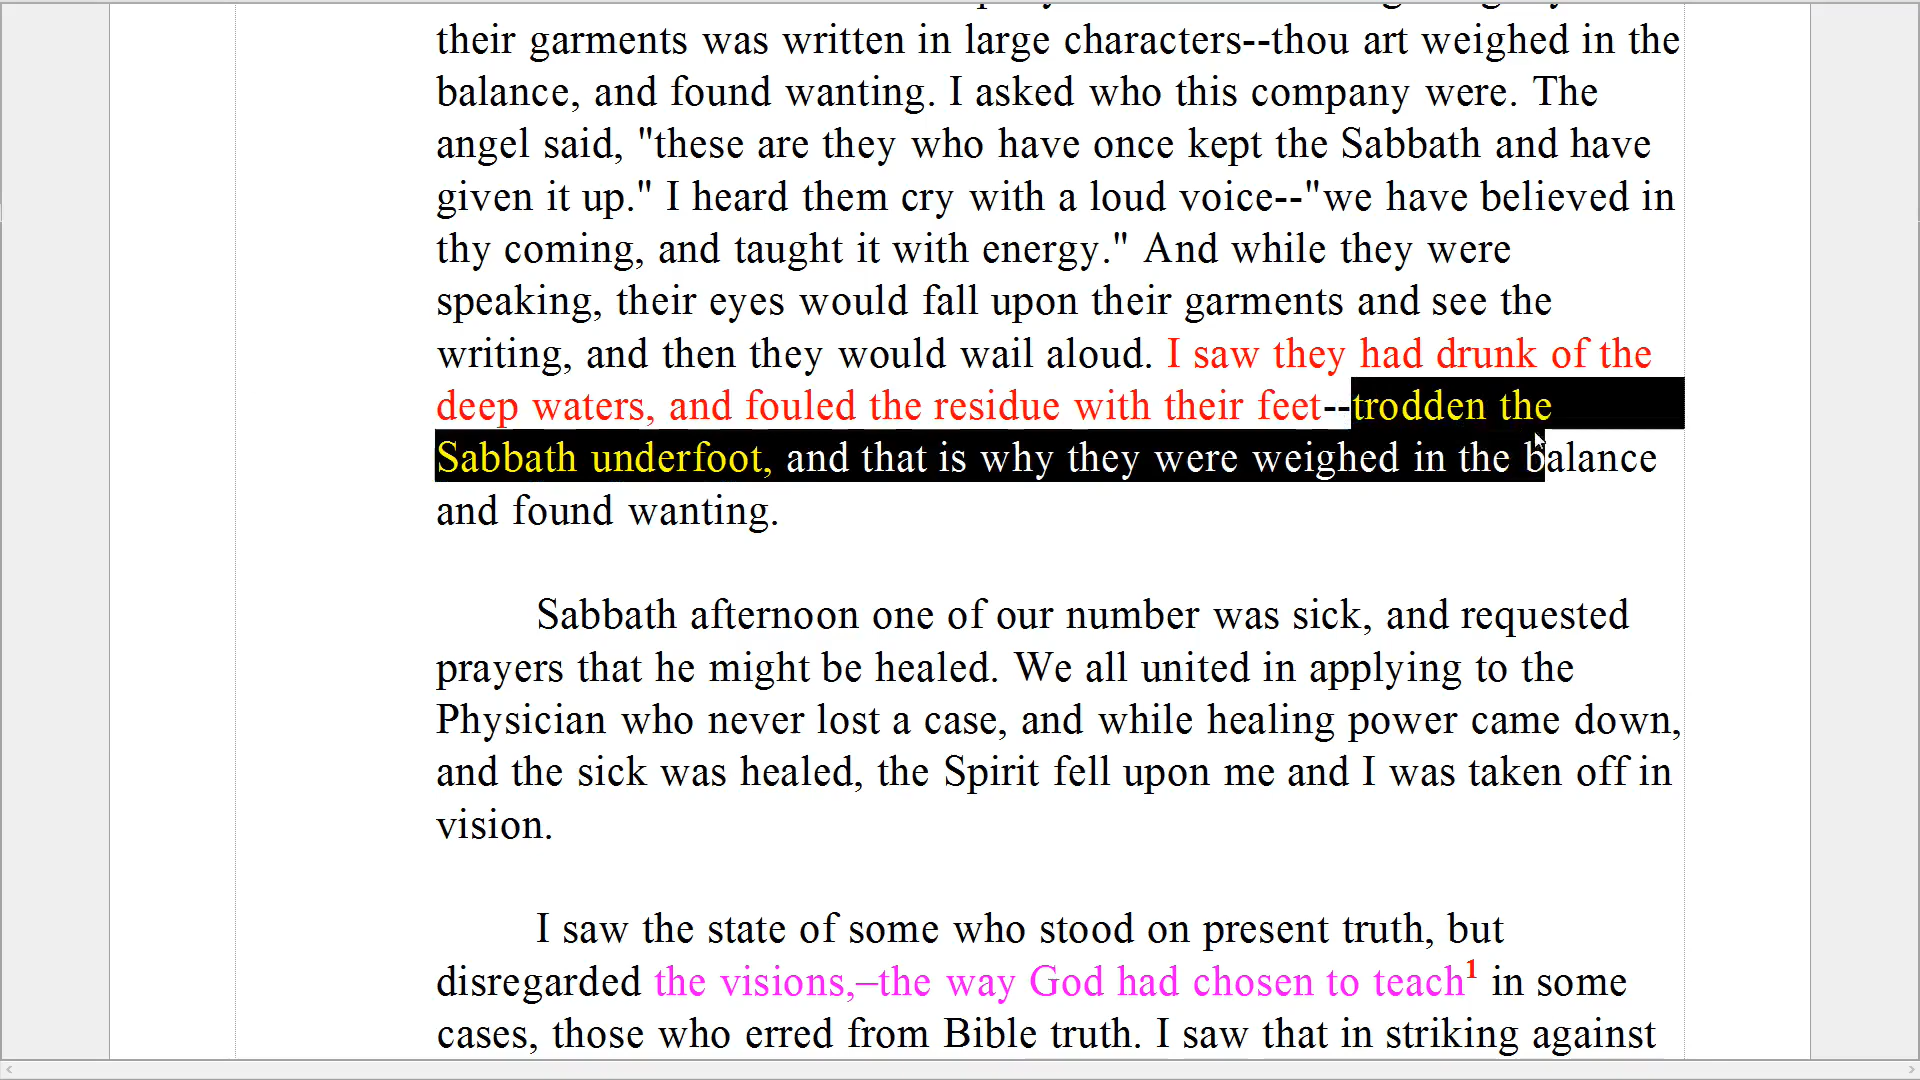 their garments was written in large characters--thou art weighed in the
balance, and found wanting. I asked who this company were. The
angel said, "these are they who have once kept the Sabbath and have
given it up." I heard them cry with a loud voice--"we have believed in
thy coming, and taught it with energy." And while they were
speaking, their eyes would fall upon their garments and see the
writing, and then they would wail aloud. I saw they had drunk of the
deep waters, and fouled the residue with their feet--trodden the
Sabbath underfoot, and that is why they were weighed in the balance
and found wanting.
Sabbath afternoon one of our number was sick, and requested
prayers that he might be healed. We all united in applying to the
Physician who never lost a case, and while healing power came down,
and the sick was healed, the Spirit fell upon me and I was taken off in
vision.
I saw the state of some who stood on present truth, but
disregarded the visions,–the way God had chosen to teach1 in some
cases, those who erred from Bible truth. I saw that in striking against